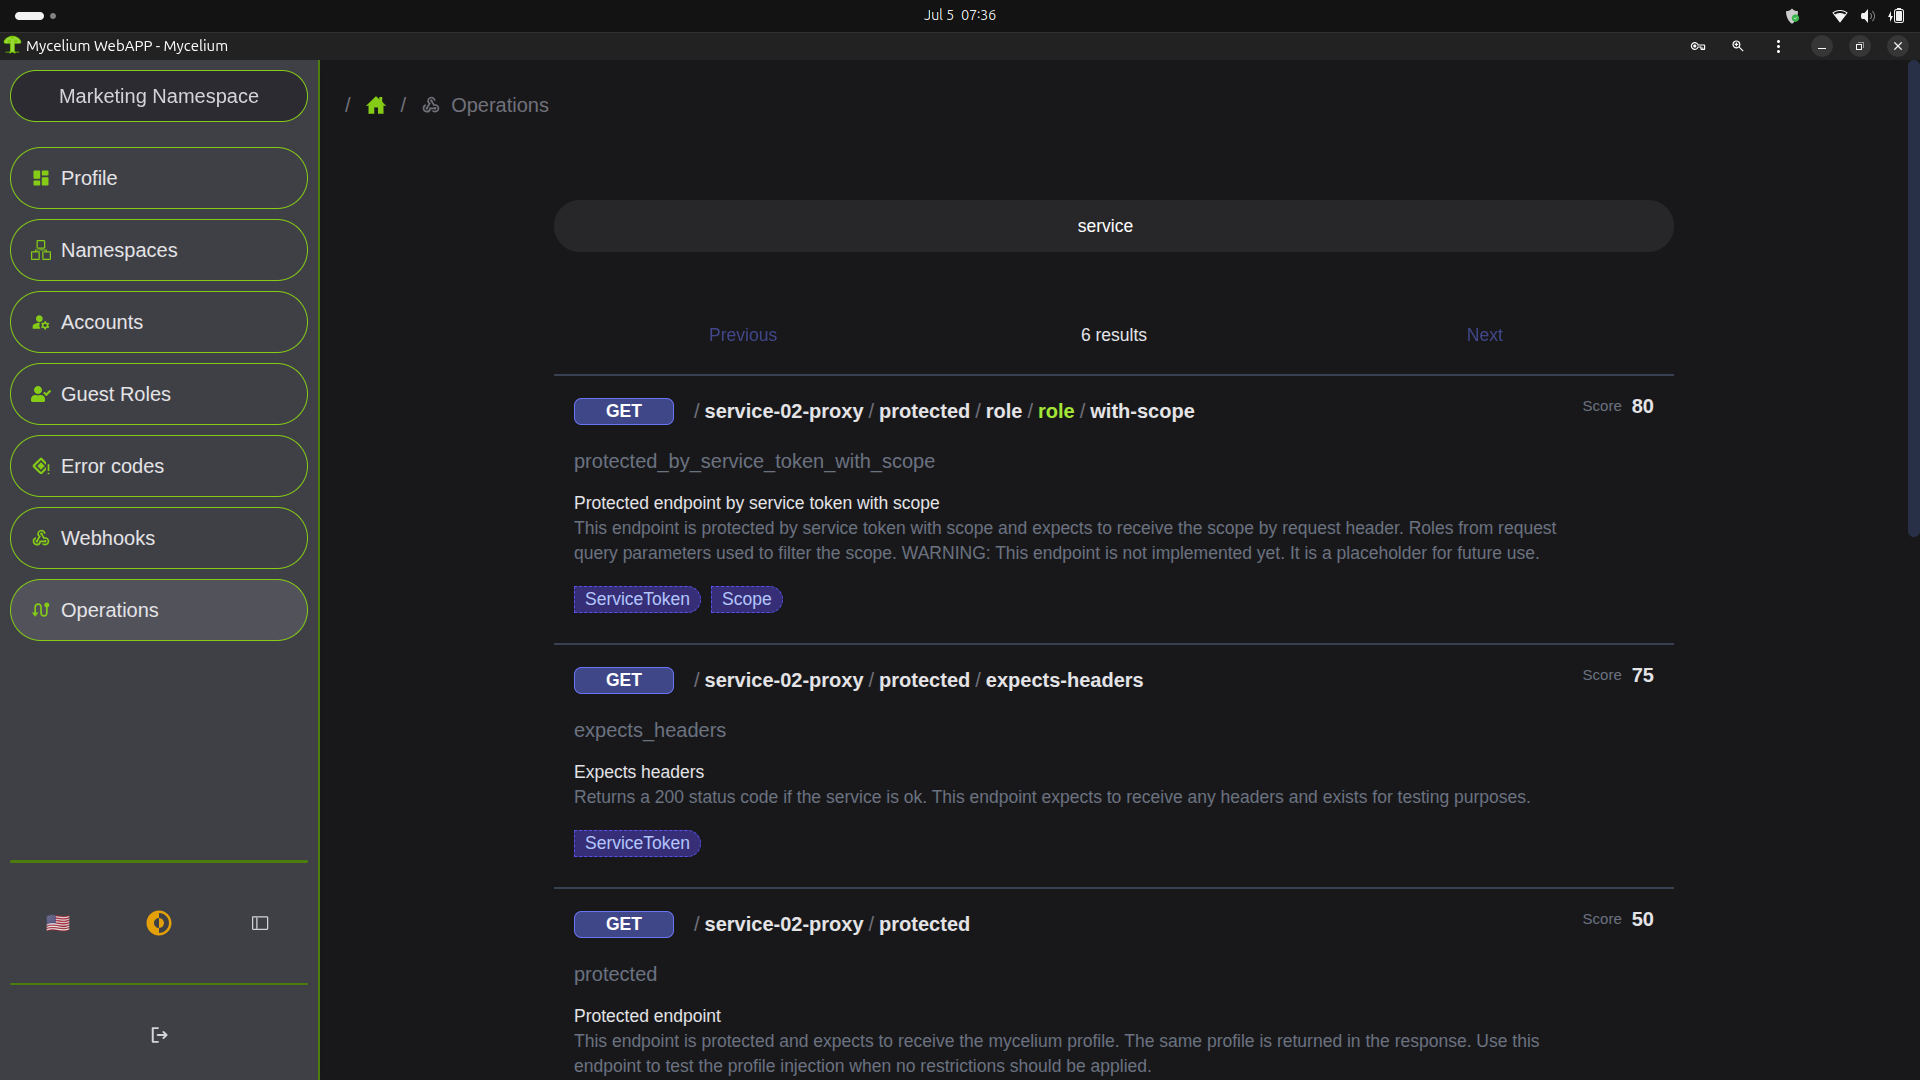 Jul 5 07:36
Mycelium WebAPP - Mycelium
Marketing Namespace
Profile
Namespaces
Accounts
Guest Roles
Error codes
Webhooks
Operations
/ / Operations
service
Previous 6 results Next
GET / service-02-proxy / protected / role / role / with-scope Score 80
protected_by_service_token_with_scope
Protected endpoint by service token with scope
This endpoint is protected by service token with scope and expects to receive the scope by request header. Roles from request
query parameters used to filter the scope. WARNING: This endpoint is not implemented yet. It is a placeholder for future use.
ServiceToken Scope
GET / service-02-proxy / protected / expects-headers Score 75
expects_headers
Expects headers
Returns a 200 status code if the service is ok. This endpoint expects to receive any headers and exists for testing purposes.
ServiceToken
GET / service-02-proxy / protected Score 50
protected
Protected endpoint
This endpoint is protected and expects to receive the mycelium profile. The same profile is returned in the response. Use this
endpoint to test the profile injection when no restrictions should be applied.